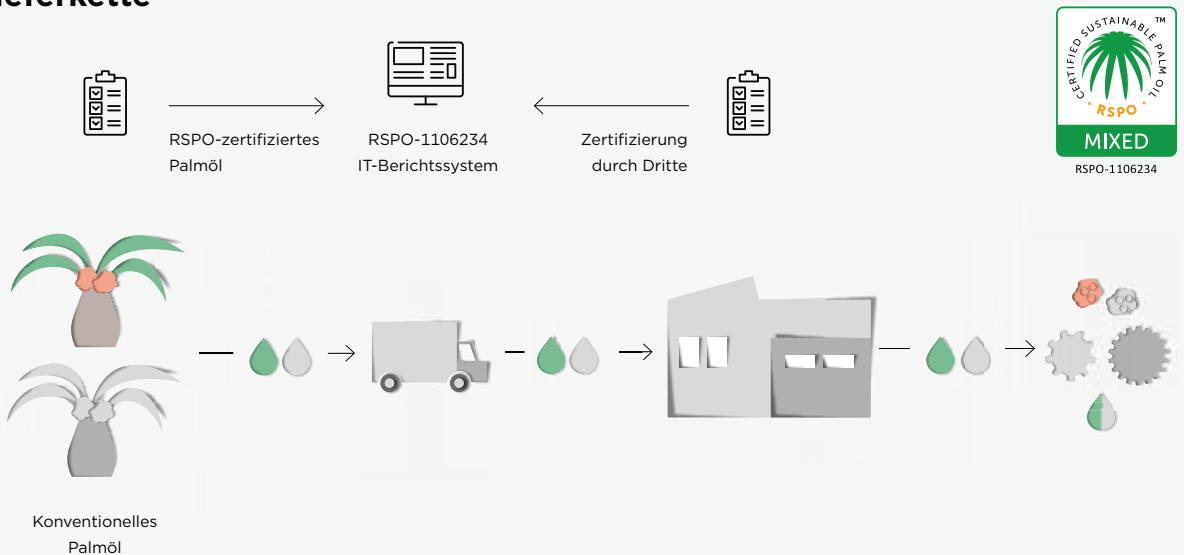 RSPO-zertifiziertes
Palmöl
RSPO-1106234
IT-Berichtssystem
Zertifizierung
durch Dritte
CERTIFIED SUSTAINABLE PALM OIL TM
RSPO
MIXED
RSPO-1106234
Konventionelles
Palmöl